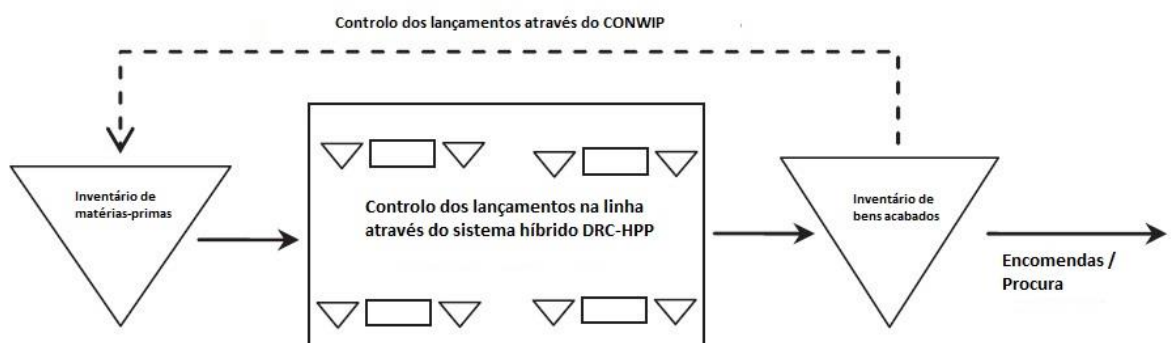 Controlo dos lançamentos através do CONWIP
Inventário de
matérias-primas
Controlo dos lançamentos na linha
através do sistema híbrido DRC-HPP
Inventário de
bens acabados
Encomendas /
Procura